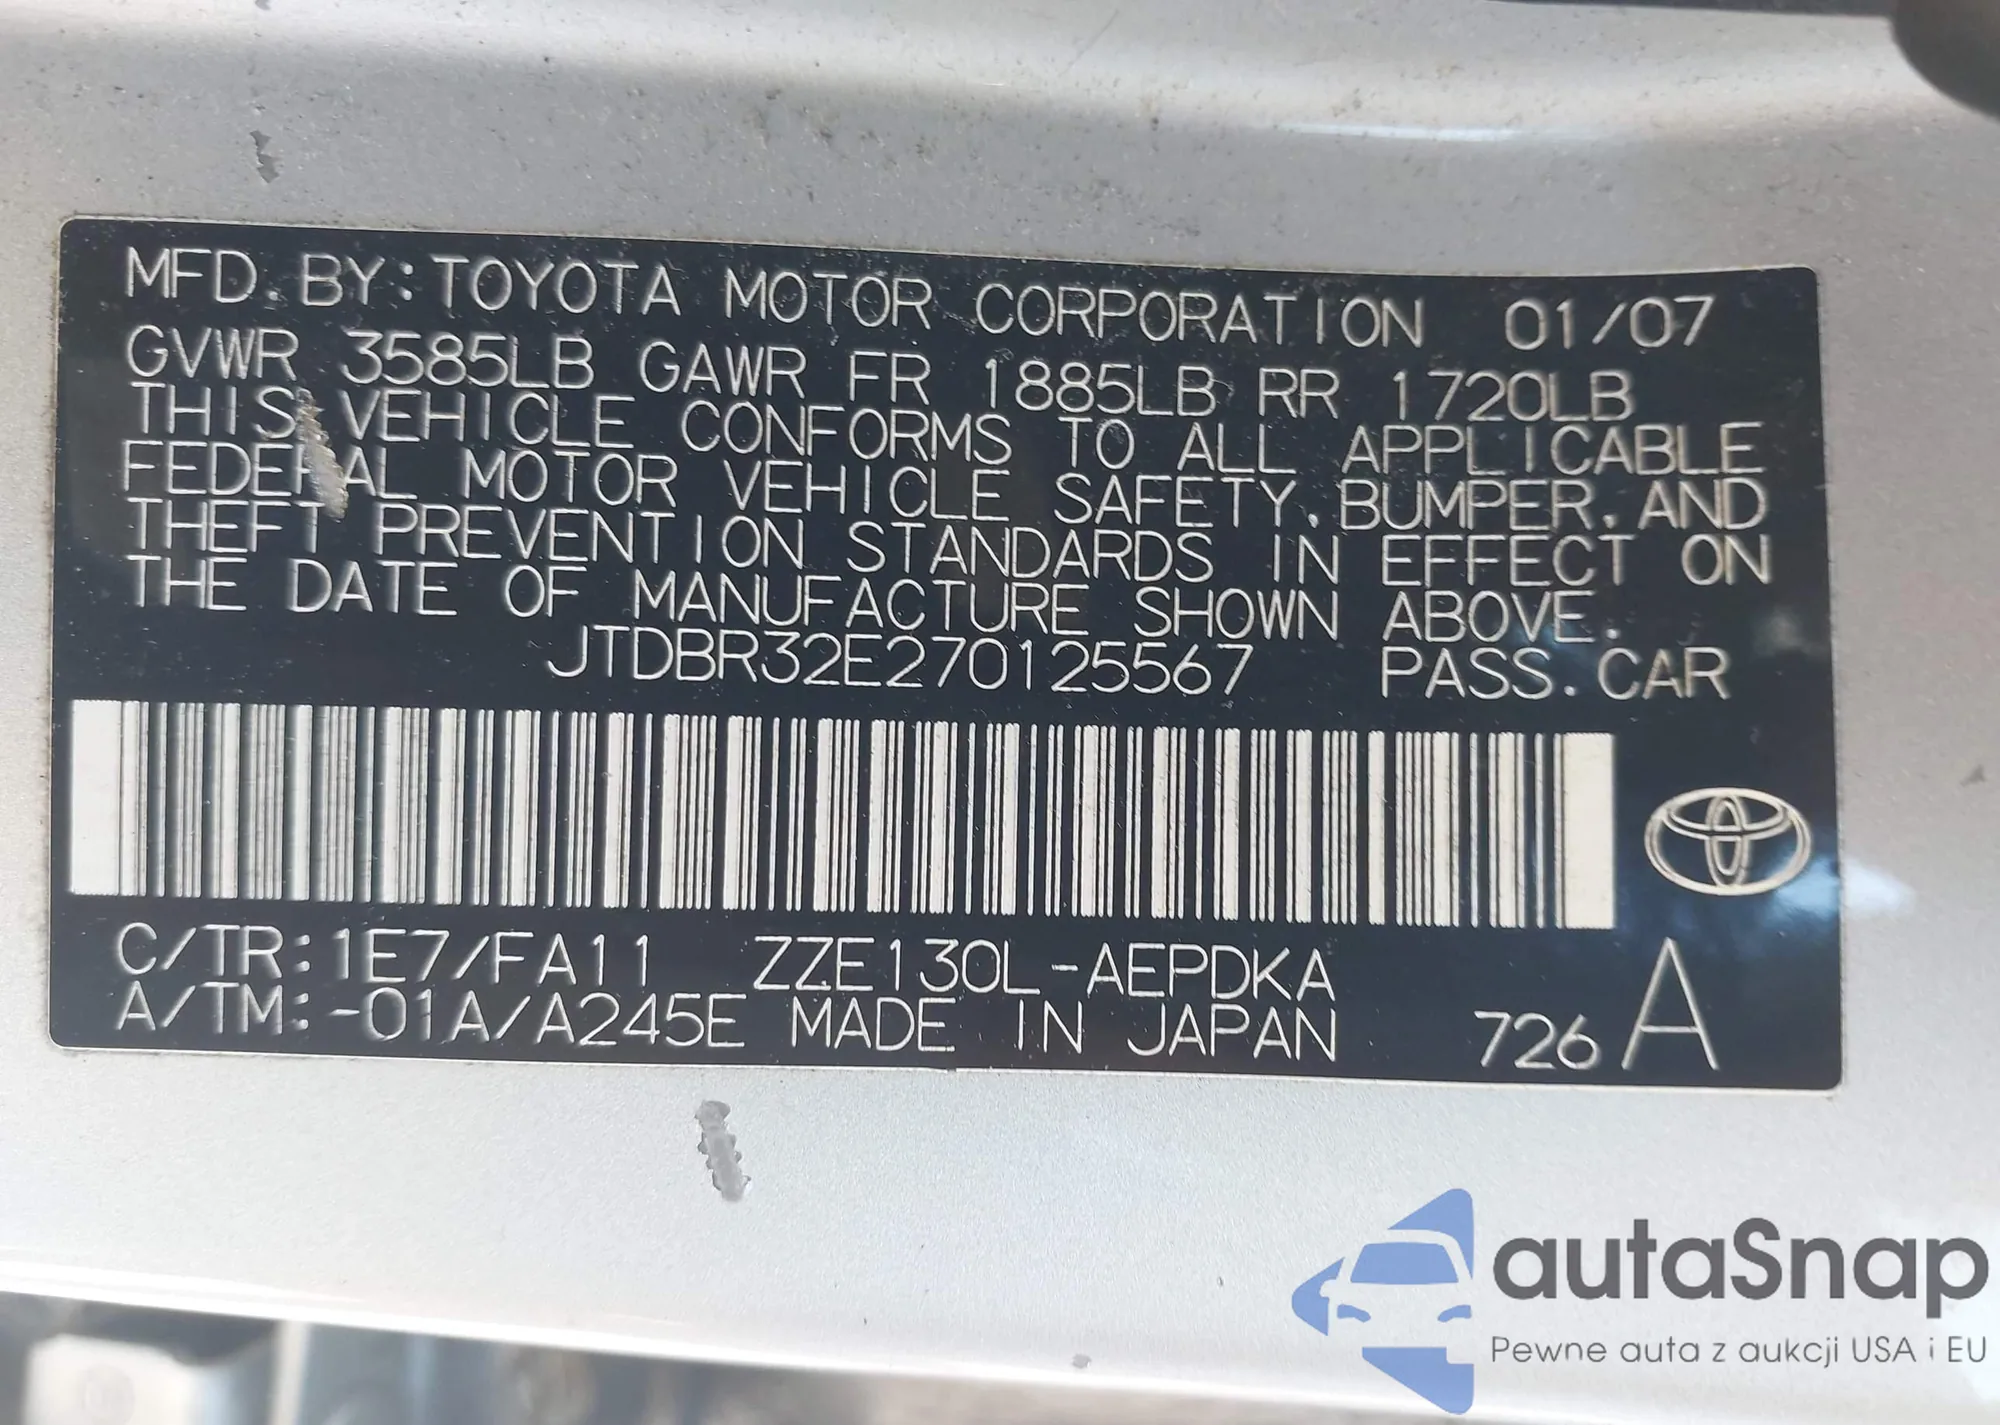 MFD. BY: TOYOTA MOTOR CORPORATION 01/07
GVWR 3585LB GAWR FR 1885LB RR 1720LB
THIS VEHICLE CONFORMS TO ALL APPLICABLE
FEDERAL MOTOR VEHICLE SAFETY, BUMPER, AND
THEFT PREVENTION STANDARDS IN EFFECT ON
THE DATE OF MANUFACTURE SHOWN ABOVE.
JTDBR32E270125567 PASS. CAR
C/TR: 1E7/FA11 ZZE130L-AEPDKA
A/TM: -01A/A245E MADE IN JAPAN 726 A
autaSnap
Pewne auta z aukcji USA i EU